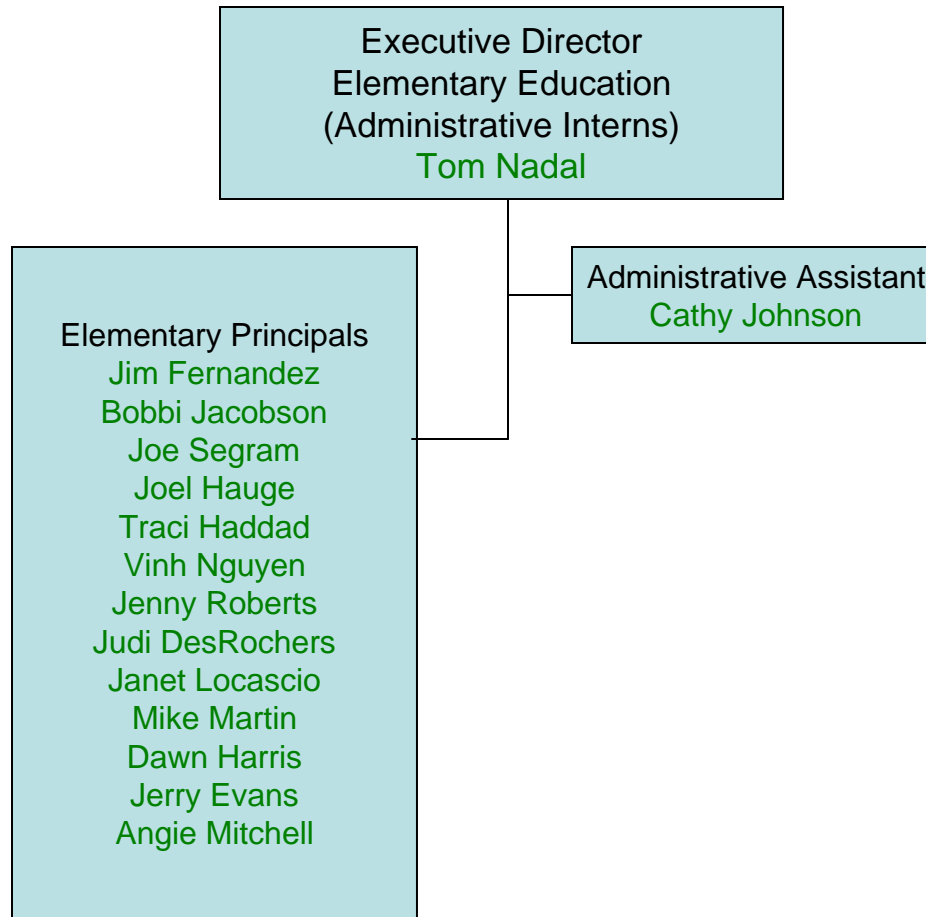 Executive Director
Elementary Education
(Administrative Interns)
Tom Nadal
Administrative Assistant
Cathy Johnson
Elementary Principals
Jim Fernandez
Bobbi Jacobson
Joe Segram
Joel Hauge
Traci Haddad
Vinh Nguyen
Jenny Roberts
Judi DesRochers
Janet Locascio
Mike Martin
Dawn Harris
Jerry Evans
Angie Mitchell